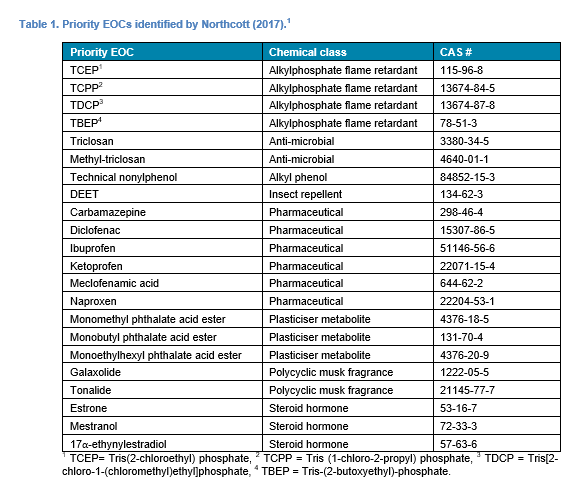 Table 1. Priority EOCs identified by Northcott (2017).¹
Priority EOC Chemical class CAS #
TCEP¹ Alkylphosphate flame retardant 115-96-8
TCPP² Alkylphosphate flame retardant 13674-84-5
TDCP³ Alkylphosphate flame retardant 13674-87-8
TBEP⁴ Alkylphosphate flame retardant 78-51-3
Triclosan Anti-microbial 3380-34-5
Methyl-triclosan Anti-microbial 4640-01-1
Technical nonylphenol Alkyl phenol 84852-15-3
DEET Insect repellent 134-62-3
Carbamazepine Pharmaceutical 298-46-4
Diclofenac Pharmaceutical 15307-86-5
Ibuprofen Pharmaceutical 51146-56-6
Ketoprofen Pharmaceutical 22071-15-4
Meclofenamic acid Pharmaceutical 644-62-2
Naproxen Pharmaceutical 22204-53-1
Monomethyl phthalate acid ester Plasticiser metabolite 4376-18-5
Monobutyl phthalate acid ester Plasticiser metabolite 131-70-4
Monoethylhexyl phthalate acid ester Plasticiser metabolite 4376-20-9
Galaxolide Polycyclic musk fragrance 1222-05-5
Tonalide Polycyclic musk fragrance 21145-77-7
Estrone Steroid hormone 53-16-7
Mestranol Steroid hormone 72-33-3
17α-ethynylestradiol Steroid hormone 57-63-6
¹ TCEP= Tris(2-chloroethyl) phosphate, ² TCPP = Tris (1-chloro-2-propyl) phosphate, ³ TDCP = Tris[2-
chloro-1-(chloromethyl)ethyl]phosphate, ⁴ TBEP = Tris-(2-butoxyethyl)-phosphate.